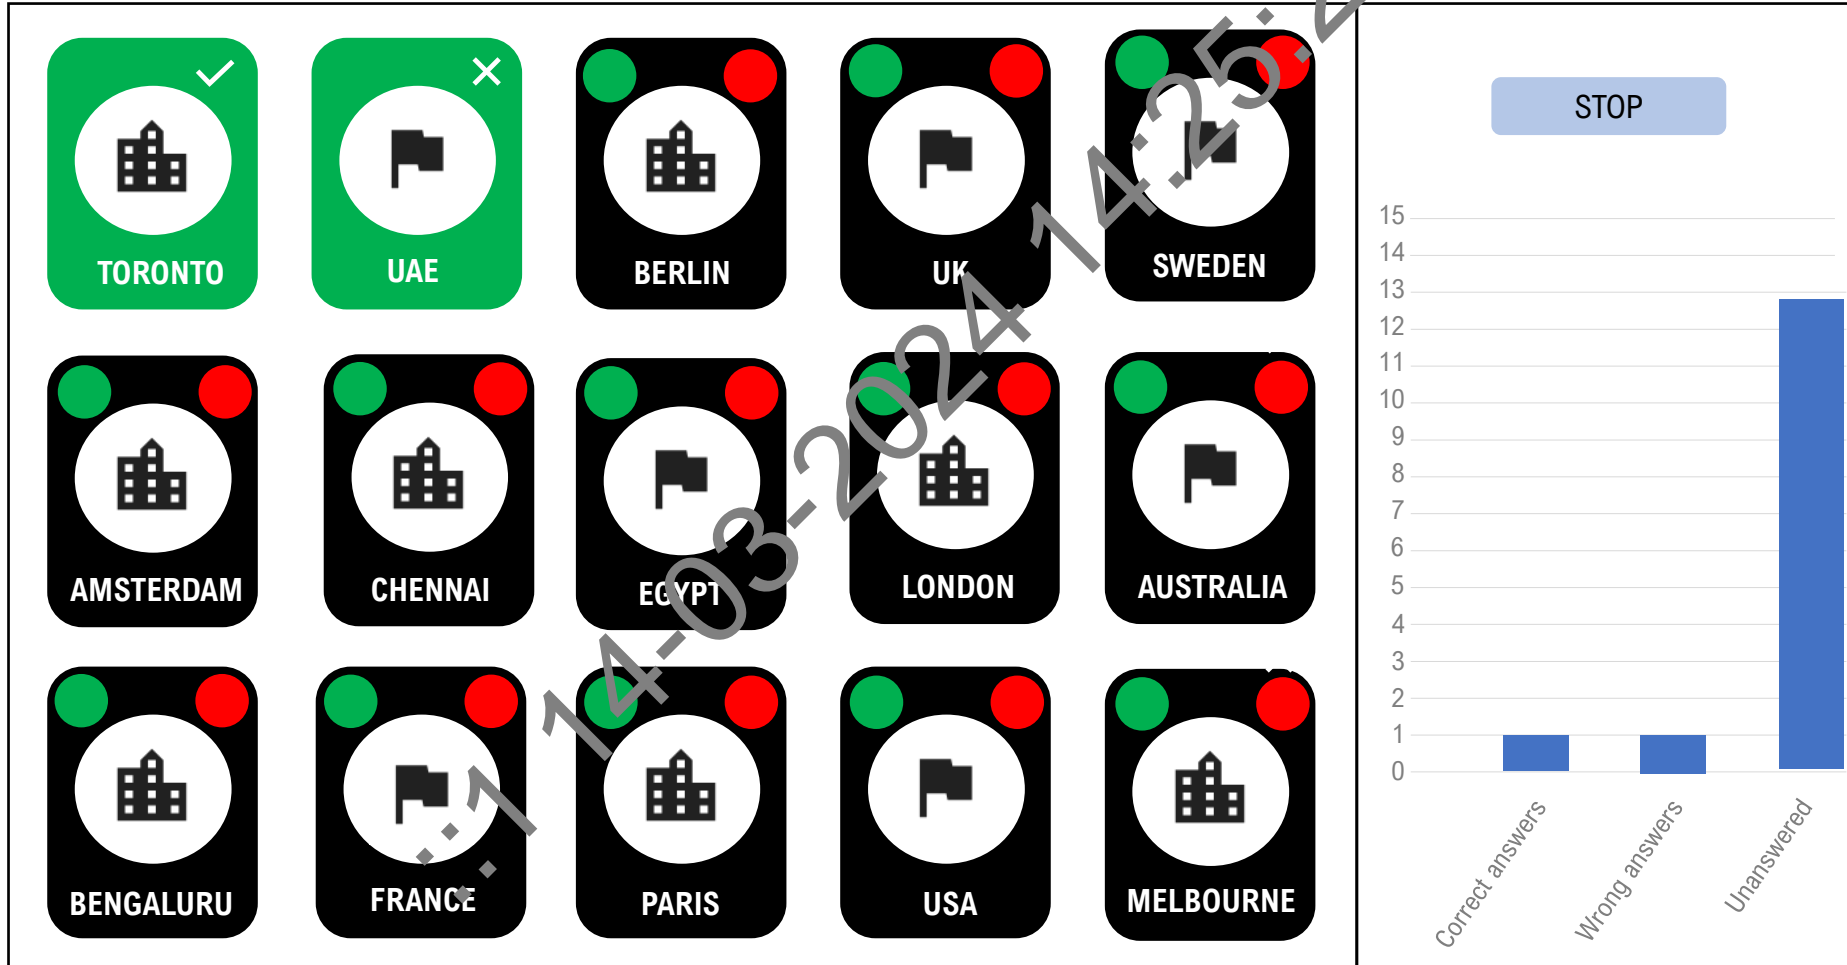 TORONTO
UAE
BERLIN
UK
SWEDEN
AMSTERDAM
CHENNAI
EGYPT
LONDON
AUSTRALIA
BENGALURU
FRANCE
PARIS
USA
MELBOURNE
14-03-2024 14:25:
STOP
15
14
13
12
11
10
9
8
7
6
5
4
3
2
1
0
Correct answers
Wrong answers
Unanswered